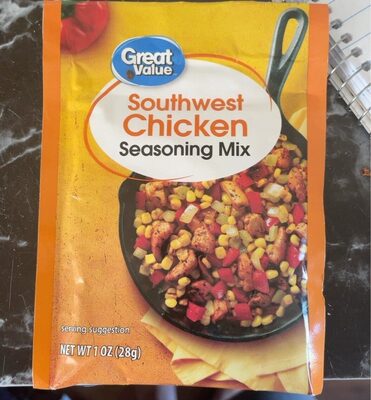 Great
Value
Southwest
Chicken
Seasoning Mix
serving suggestion
NET WT 1 OZ (28g)